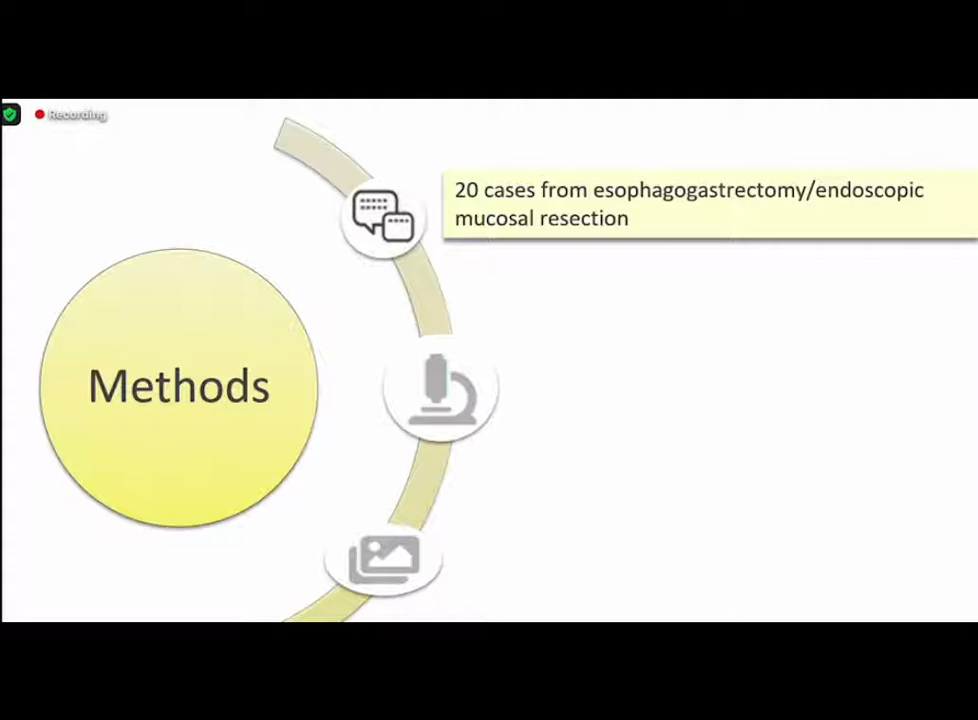 Recording
20 cases from esophagogastrectomy/endoscopic
mucosal resection
Methods